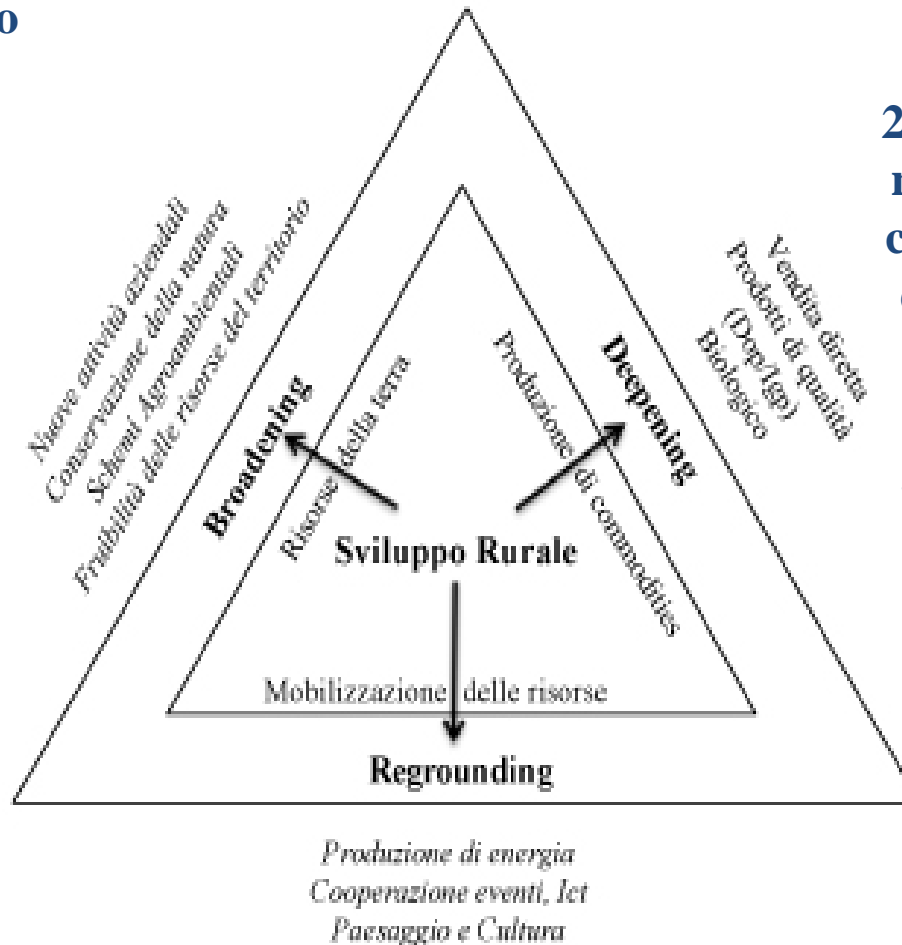 o
2
Nuove attività aziendali
Conservazione della natura
Schemi Agroambientali
Fruibilità delle risorse del territorio
Broadening
Risorse della terra
Produzione di commodities
Deepening
Vendita diretta
Prodotti di qualità
(Dop/Igp)
Biologico
Sviluppo Rurale
Mobilizzazione delle risorse
Regrounding
Produzione di energia
Cooperazione eventi, Ict
Paesaggio e Cultura